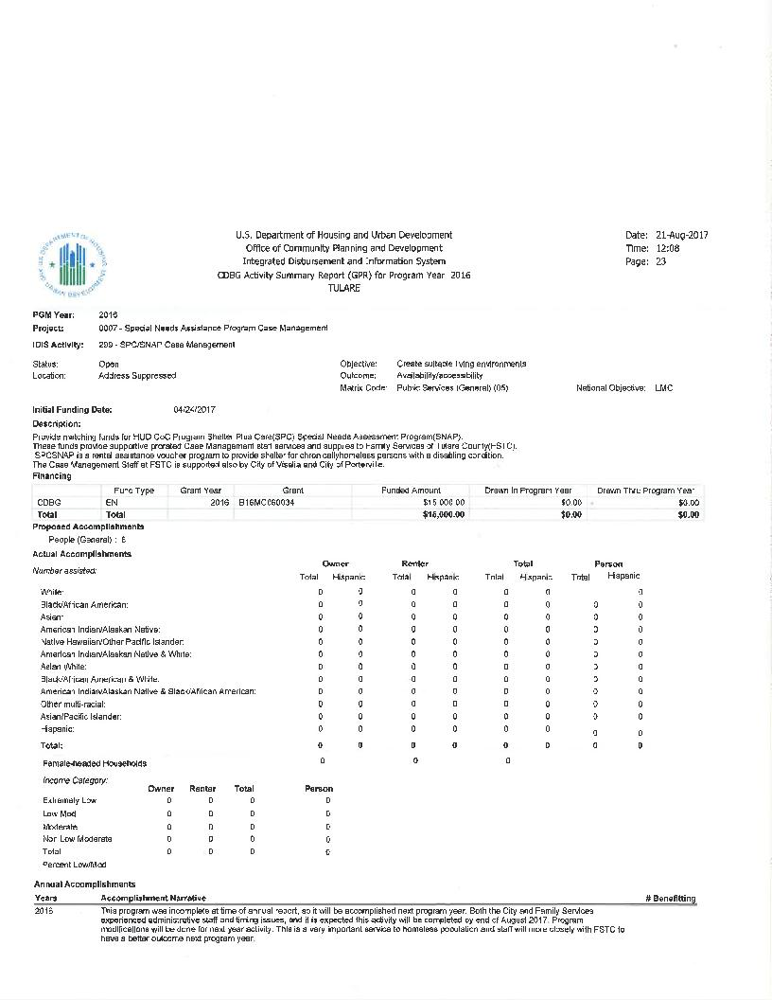 U.S. DEPARTMENT OF HOUSING AND URBAN DEVELOPMENT
U.S. Department of Housing and Urban Development
Office of Community Planning and Development
Integrated Disbursement and Information System
CDBG Activity Summary Report (GPR) for Program Year 2016
TULARE
Date: 21-Aug-2017
Time: 12:08
Page: 23
PGM Year: 2016
Project: 0007 - Special Needs Assistance Program Case Management
IDIS Activity: 299 - SPC/SNAP Case Management
Status: Open Objective: Create suitable living environments
Location: Address Suppressed Outcome: Availability/accessibility
Matrix Code: Public Services (General) (05) National Objective: LMC
Initial Funding Date: 04/24/2017
Description:
Provide matching funds for HUD CoC Program Shelter Plus Care(SPC) Special Needs Assessment Program(SNAP).
These funds provide supportive prorated Case Management start services and supplies to Family Services of Tulare County(FSTC).
SPCSNAP is a rental assistance voucher program to provide shelter for chronicallyhomeless persons with a disabling condition.
The Case Management Staff at FSTC is supported also by City of Visalia and City of Porterville.
Financing
Fund Type Grant Year Grant Funded Amount Drawn In Program Year Drawn Thru Program Year
CDBG EN 2016 B16MC060034 $15,000.00 $0.00 $0.00
Total Total $15,000.00 $0.00 $0.00
Proposed Accomplishments
People (General) : 6
Actual Accomplishments
Number assisted: Owner Renter Total Person
Total Hispanic Total Hispanic Total Hispanic Total Hispanic
White: 0 0 0 0 0 0 0
Black/African American: 0 0 0 0 0 0 0 0
Asian: 0 0 0 0 0 0 0 0
American Indian/Alaskan Native: 0 0 0 0 0 0 0 0
Native Hawaiian/Other Pacific Islander: 0 0 0 0 0 0 0 0
American Indian/Alaskan Native & White: 0 0 0 0 0 0 0 0
Asian White: 0 0 0 0 0 0 0 0
Black/African American & White: 0 0 0 0 0 0 0 0
American Indian/Alaskan Native & Black/African American: 0 0 0 0 0 0 0 0
Other multi-racial: 0 0 0 0 0 0 0 0
Asian/Pacific Islander: 0 0 0 0 0 0 0 0
Hispanic: 0 0 0 0 0 0 0 0
Total: 0 0 0 0 0 0 0 0
Female-headed Households 0 0 0
Income Category:
Owner Renter Total Person
Extremely Low 0 0 0 0
Low Mod 0 0 0 0
Moderate 0 0 0 0
Non Low Moderate 0 0 0 0
Total 0 0 0 0
Percent Low/Mod
Annual Accomplishments
Years Accomplishment Narrative # Benefitting
2016 This program was incomplete at time of annual report, so it will be accomplished next program year. Both the City and Family Services
experienced administrative staff and timing issues, and it is expected this activity will be completed by end of August 2017. Program
modifications will be done for next year activity. This is a very important service to homeless population and staff will more closely with FSTC to
have a better outcome next program year.